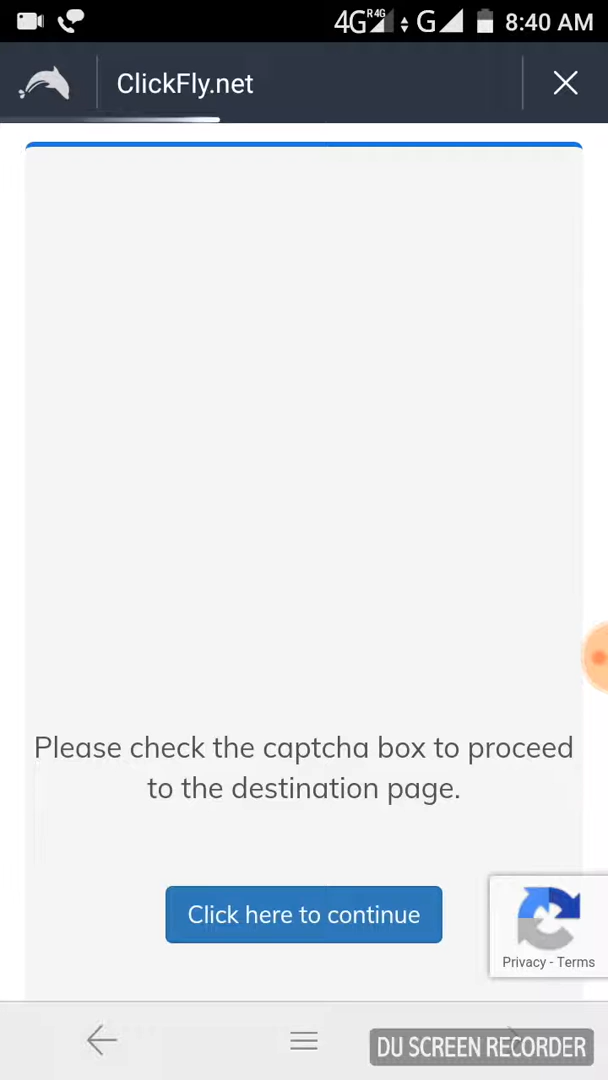 4G R4G G 8:40 AM
ClickFly.net
Please check the captcha box to proceed
to the destination page.
Click here to continue
Privacy - Terms
DU SCREEN RECORDER